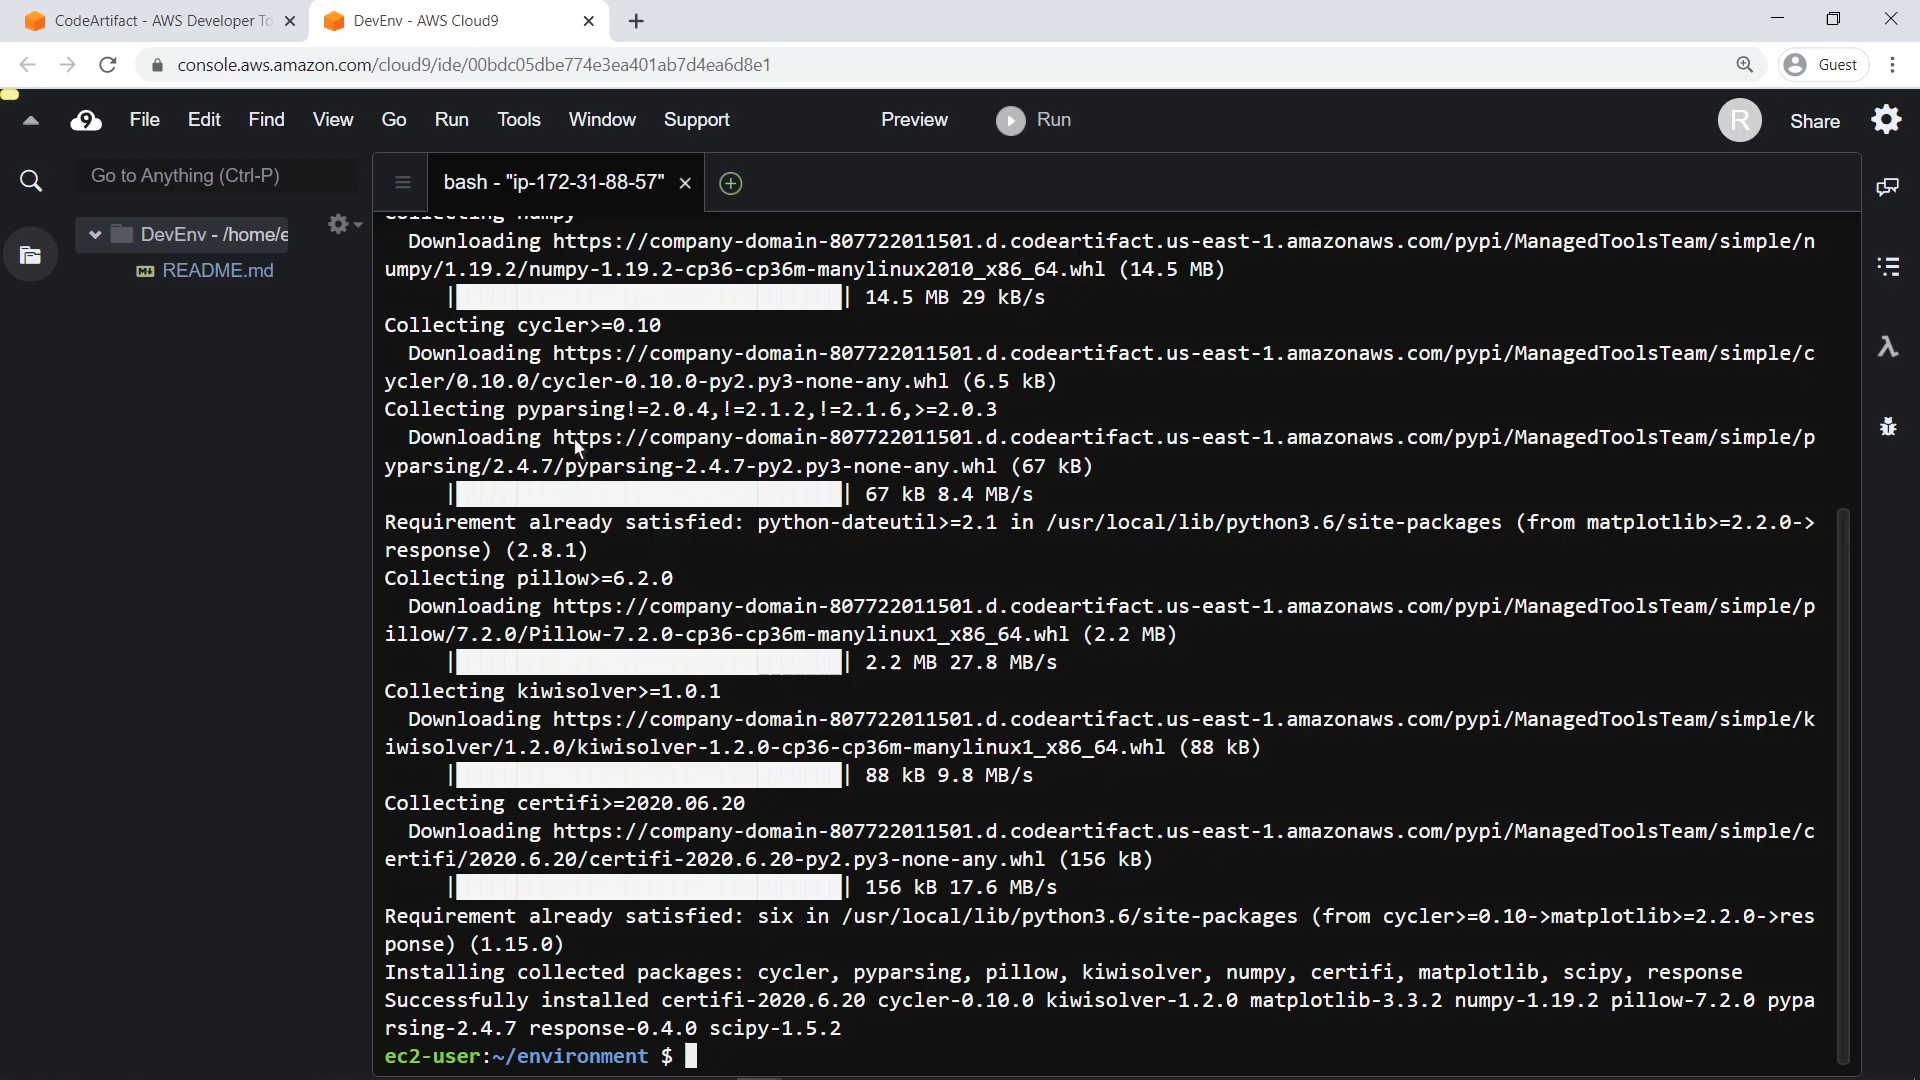 CodeArtifact - AWS Developer To
DevEnv - AWS Cloud9
console.aws.amazon.com/cloud9/ide/00bdc05dbe774e3ea401ab7d4ea6d8e1
Guest
9 File Edit Find View Go Run Tools Window Support Preview Run R Share
Go to Anything (Ctrl-P)
bash - "ip-172-31-88-57"
DevEnv - /home/e
README.md
Collecting numpy
Downloading https://company-domain-807722011501.d.codeartifact.us-east-1.amazonaws.com/pypi/ManagedToolsTeam/simple/n
umpy/1.19.2/numpy-1.19.2-cp36-cp36m-manylinux2010_x86_64.whl (14.5 MB)
| | 14.5 MB 29 kB/s
Collecting cycler>=0.10
Downloading https://company-domain-807722011501.d.codeartifact.us-east-1.amazonaws.com/pypi/ManagedToolsTeam/simple/c
ycler/0.10.0/cycler-0.10.0-py2.py3-none-any.whl (6.5 kB)
Collecting pyparsing!=2.0.4,!=2.1.2,!=2.1.6,>=2.0.3
Downloading https://company-domain-807722011501.d.codeartifact.us-east-1.amazonaws.com/pypi/ManagedToolsTeam/simple/p
yparsing/2.4.7/pyparsing-2.4.7-py2.py3-none-any.whl (67 kB)
| | 67 kB 8.4 MB/s
Requirement already satisfied: python-dateutil>=2.1 in /usr/local/lib/python3.6/site-packages (from matplotlib>=2.2.0->
response) (2.8.1)
Collecting pillow>=6.2.0
Downloading https://company-domain-807722011501.d.codeartifact.us-east-1.amazonaws.com/pypi/ManagedToolsTeam/simple/p
illow/7.2.0/Pillow-7.2.0-cp36-cp36m-manylinux1_x86_64.whl (2.2 MB)
| | 2.2 MB 27.8 MB/s
Collecting kiwisolver>=1.0.1
Downloading https://company-domain-807722011501.d.codeartifact.us-east-1.amazonaws.com/pypi/ManagedToolsTeam/simple/k
iwisolver/1.2.0/kiwisolver-1.2.0-cp36-cp36m-manylinux1_x86_64.whl (88 kB)
| | 88 kB 9.8 MB/s
Collecting certifi>=2020.06.20
Downloading https://company-domain-807722011501.d.codeartifact.us-east-1.amazonaws.com/pypi/ManagedToolsTeam/simple/c
ertifi/2020.6.20/certifi-2020.6.20-py2.py3-none-any.whl (156 kB)
| | 156 kB 17.6 MB/s
Requirement already satisfied: six in /usr/local/lib/python3.6/site-packages (from cycler>=0.10->matplotlib>=2.2.0->res
ponse) (1.15.0)
Installing collected packages: cycler, pyparsing, pillow, kiwisolver, numpy, certifi, matplotlib, scipy, response
Successfully installed certifi-2020.6.20 cycler-0.10.0 kiwisolver-1.2.0 matplotlib-3.3.2 numpy-1.19.2 pillow-7.2.0 pypa
rsing-2.4.7 response-0.4.0 scipy-1.5.2
ec2-user:~/environment $